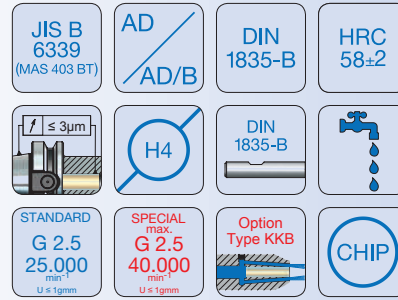 JIS B
6339
(MAS 403 BT)
AD
AD/B
DIN
1835-B
HRC
58±2
≤ 3µm
H4
DIN
1835-B
STANDARD
G 2.5
25.000
min⁻¹
U ≤ 1gmm
SPECIAL
max.
G 2.5
40.000
min⁻¹
U ≤ 1gmm
Option
Type KKB
CHIP